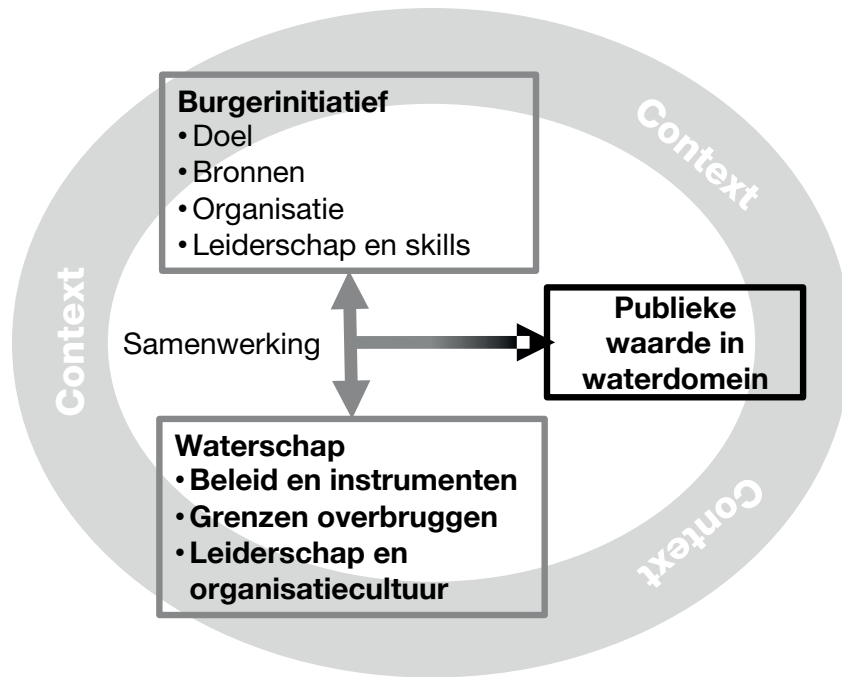 Burgerinitiatief
• Doel
• Bronnen
• Organisatie
• Leiderschap en skills
Context
Context
Samenwerking
Publieke
waarde in
waterdomein
Waterschap
• Beleid en instrumenten
• Grenzen overbruggen
• Leiderschap en
organisatiecultuur
Context